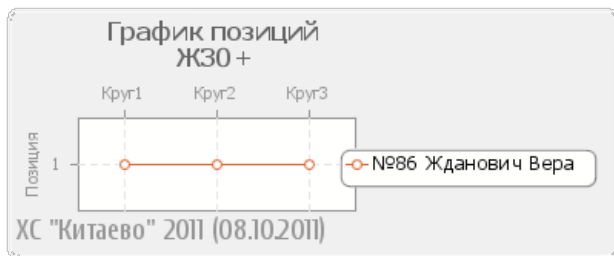 График позиций
Ж30 +
Круг1 Круг2 Круг3
Позиция
1
№86 Жданович Вера
ХС "Китаево" 2011 (08.10.2011)